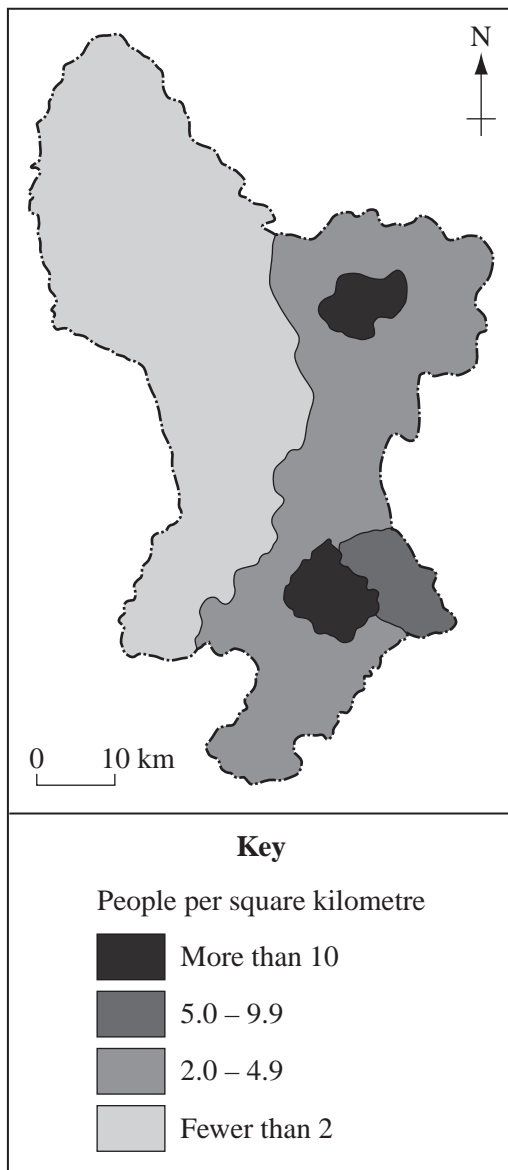 N
0 10 km
Key
People per square kilometre
More than 10
5.0 – 9.9
2.0 – 4.9
Fewer than 2